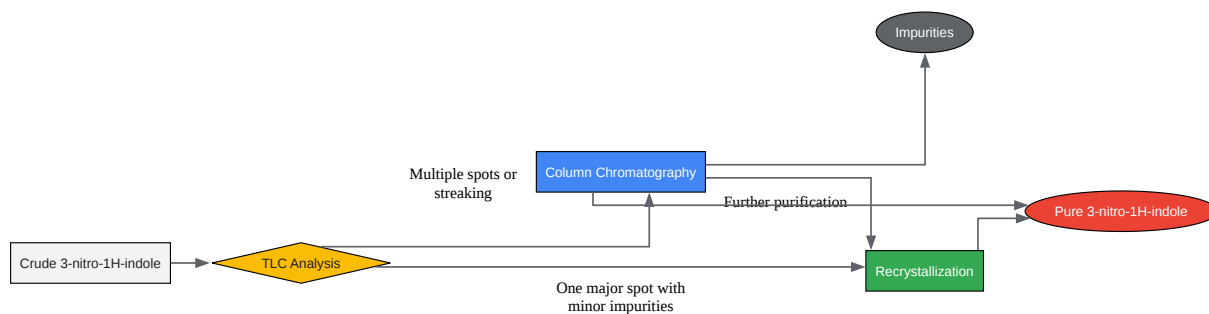 Impurities
Multiple spots or
streaking
Column Chromatography
Further purification
Pure 3-nitro-1H-indole
Crude 3-nitro-1H-indole
TLC Analysis
Recrystallization
One major spot with
minor impurities